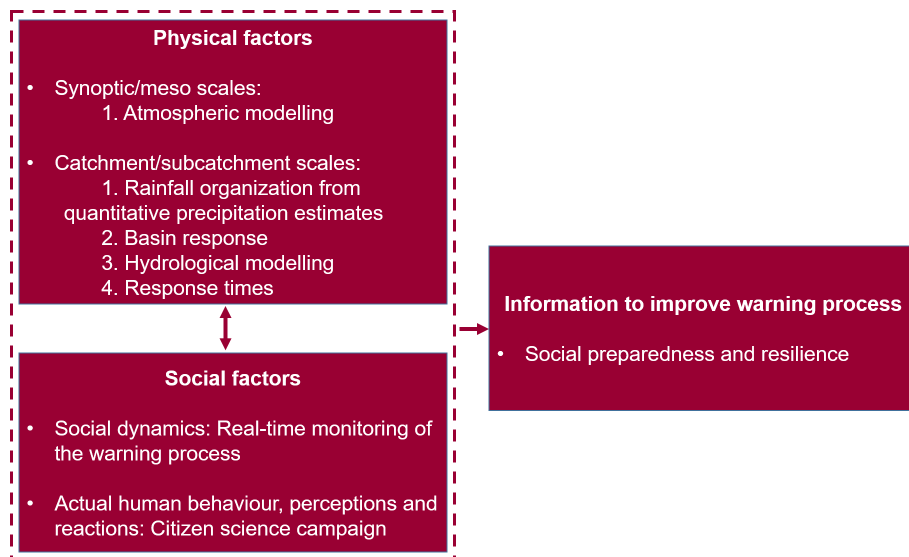 Physical factors
• Synoptic/meso scales:
1. Atmospheric modelling
• Catchment/subcatchment scales:
1. Rainfall organization from
quantitative precipitation estimates
2. Basin response
3. Hydrological modelling
4. Response times
Social factors
• Social dynamics: Real-time monitoring of
the warning process
• Actual human behaviour, perceptions and
reactions: Citizen science campaign
Information to improve warning process
• Social preparedness and resilience